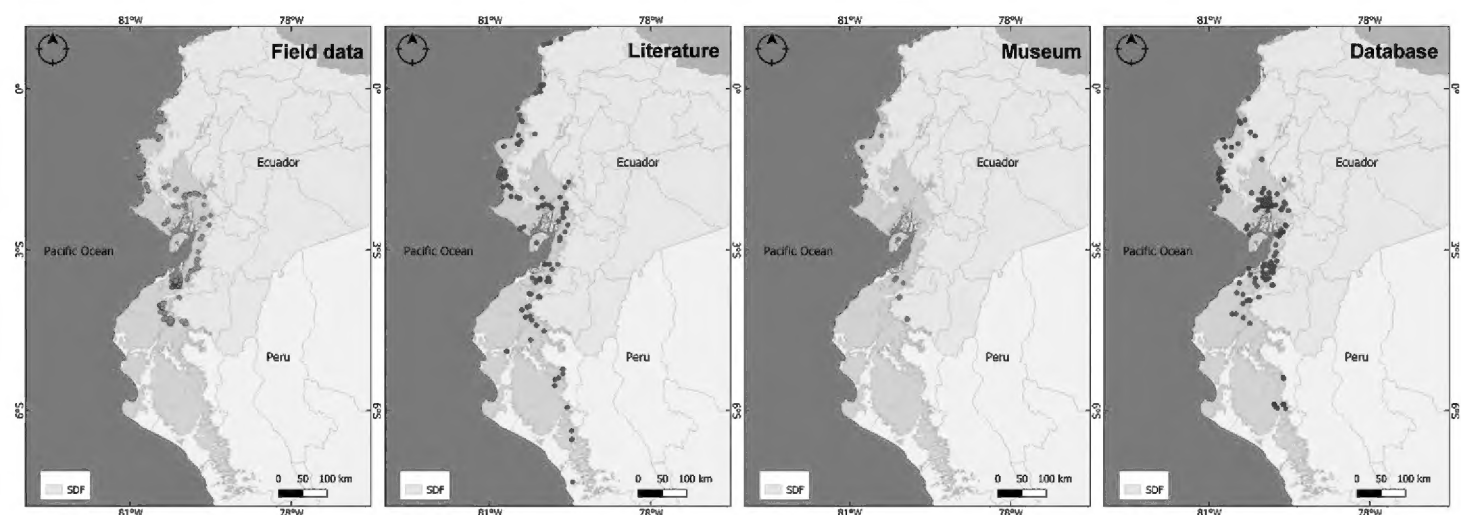 81°W 78°W 81°W 78°W 81°W 78°W 81°W 78°W
Field data Literature Museum Database
0° 0° 0° 0° 0°
Ecuador Ecuador Ecuador Ecuador
Pacific Ocean Pacific Ocean Pacific Ocean Pacific Ocean
3°S 3°S 3°S 3°S 3°S
Peru Peru Peru Peru
6°S 6°S 6°S 6°S 6°S
0 50 100 km 0 50 100 km 0 50 100 km 0 50 100 km
SDF SDF SDF SDF
81°W 78°W 81°W 78°W 81°W 78°W 81°W 78°W